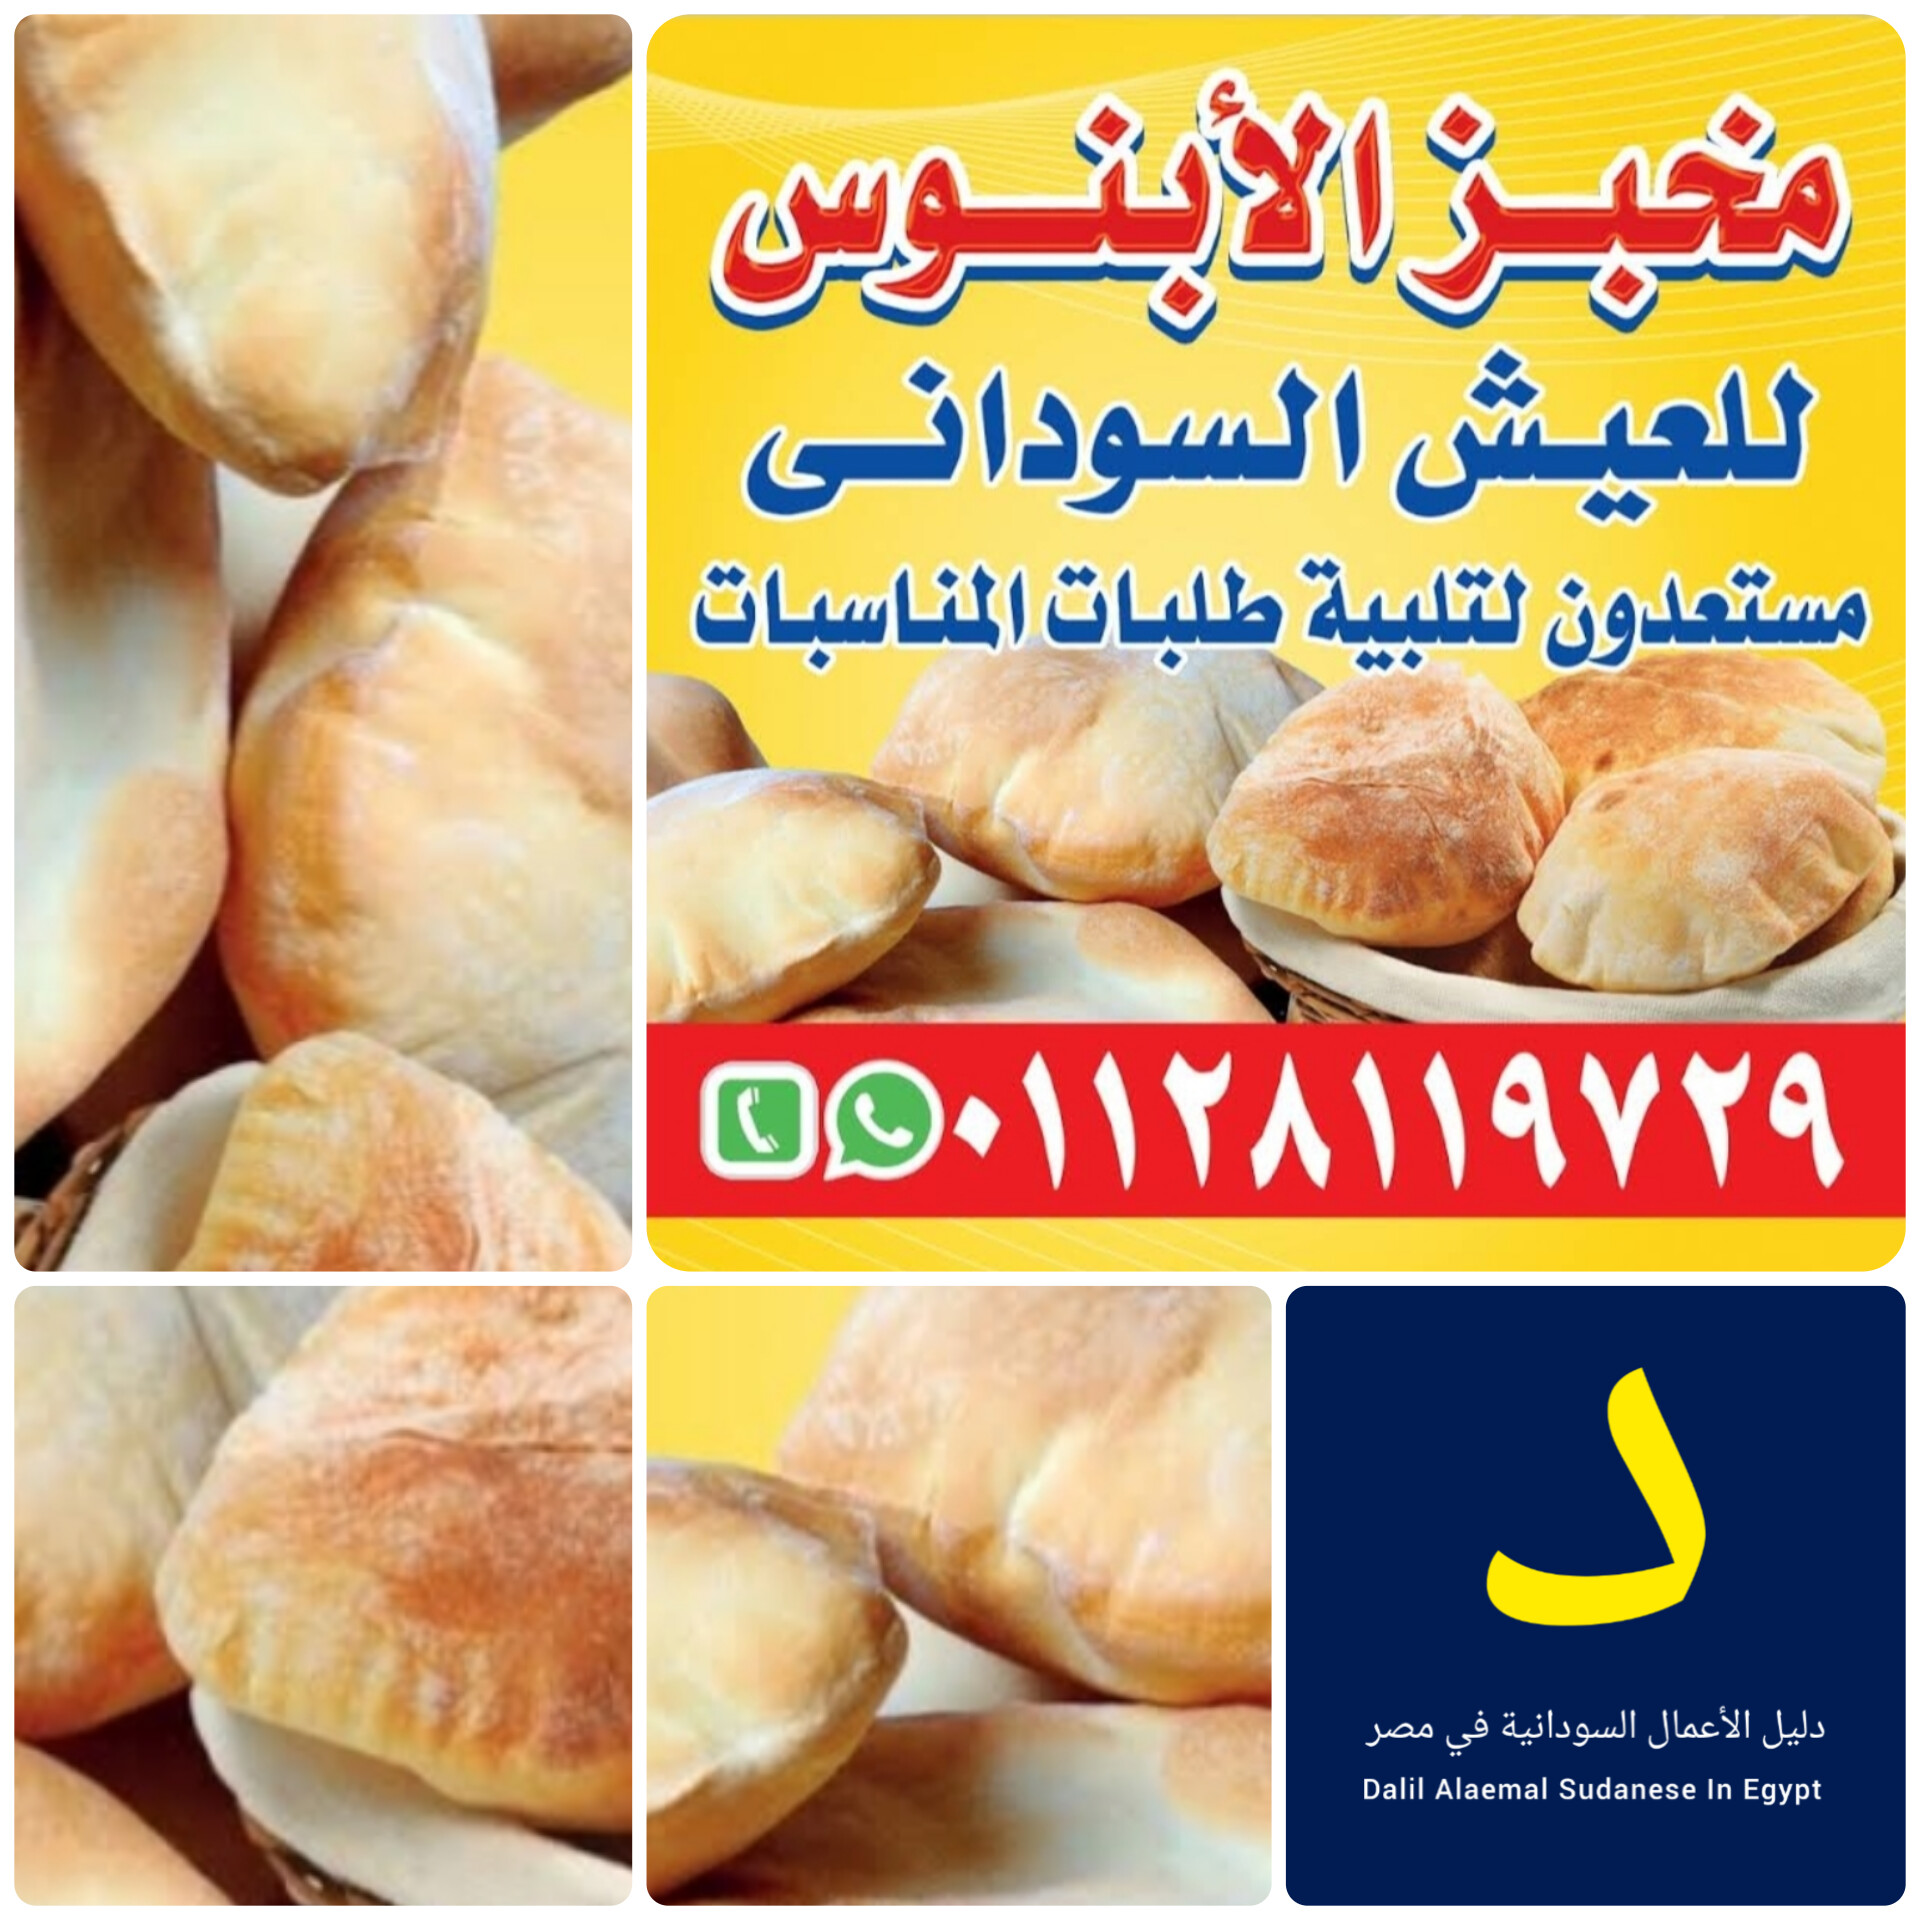 مخبز الأبنوس
للعيش السودانى
مستعدون لتلبية طلبات المناسبات
٠١١٢٨١١٩٧٢٩
د
دليل الأعمال السودانية في مصر
Dalil Alaemal Sudanese In Egypt